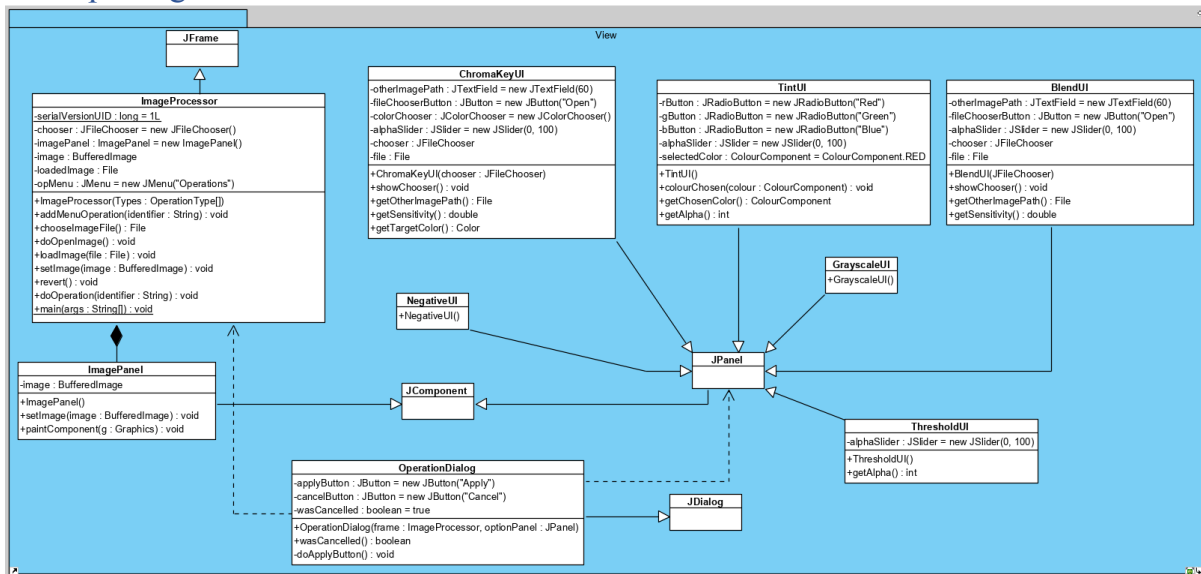 View
JFrame
ImageProcessor
-serialVersionUID : long = 1L
-chooser : JFileChooser = new JFileChooser()
-imagePanel : ImagePanel = new ImagePanel()
-image : BufferedImage
-loadedImage : File
-opMenu : JMenu = new JMenu("Operations")
+ImageProcessor(Types : OperationType[])
+addMenuOperation(identifier : String) : void
+chooseImageFile() : File
+doOpenImage() : void
+loadImage(file : File) : void
+setImage(image : BufferedImage) : void
+revert() : void
+doOperation(identifier : String) : void
+main(args : String[]) : void
ChromaKeyUI
-otherImagePath : JTextField = new JTextField(60)
-fileChooserButton : JButton = new JButton("Open")
-colorChooser : JColorChooser = new JColorChooser()
-alphaSlider : JSlider = new JSlider(0, 100)
-chooser : JFileChooser
-file : File
+ChromaKeyUI(chooser : JFileChooser)
+showChooser() : void
+getOtherImagePath() : File
+getSensitivity() : double
+getTargetColor() : Color
TintUI
-rButton : JRadioButton = new JRadioButton("Red")
-gButton : JRadioButton = new JRadioButton("Green")
-bButton : JRadioButton = new JRadioButton("Blue")
-alphaSlider : JSlider = new JSlider(0, 100)
-selectedColor : ColourComponent = ColourComponent.RED
+TintUI()
+colourChosen(colour : ColourComponent) : void
+getChosenColor() : ColourComponent
+getAlpha() : int
BlendUI
-otherImagePath : JTextField = new JTextField(60)
-fileChooserButton : JButton = new JButton("Open")
-alphaSlider : JSlider = new JSlider(0, 100)
-chooser : JFileChooser
-file : File
+BlendUI(JFileChooser)
+showChooser() : void
+getOtherImagePath() : File
+getSensitivity() : double
GrayscaleUI
+GrayscaleUI()
NegativeUI
+NegativeUI()
JPanel
ImagePanel
-image : BufferedImage
+ImagePanel()
+setImage(image : BufferedImage) : void
+paintComponent(g : Graphics) : void
JComponent
ThresholdUI
-alphaSlider : JSlider = new JSlider(0, 100)
+ThresholdUI()
+getAlpha() : int
OperationDialog
-applyButton : JButton = new JButton("Apply")
-cancelButton : JButton = new JButton("Cancel")
-wasCancelled : boolean = true
+OperationDialog(frame : ImageProcessor, optionPanel : JPanel)
+wasCancelled() : boolean
-doApplyButton() : void
JDialog